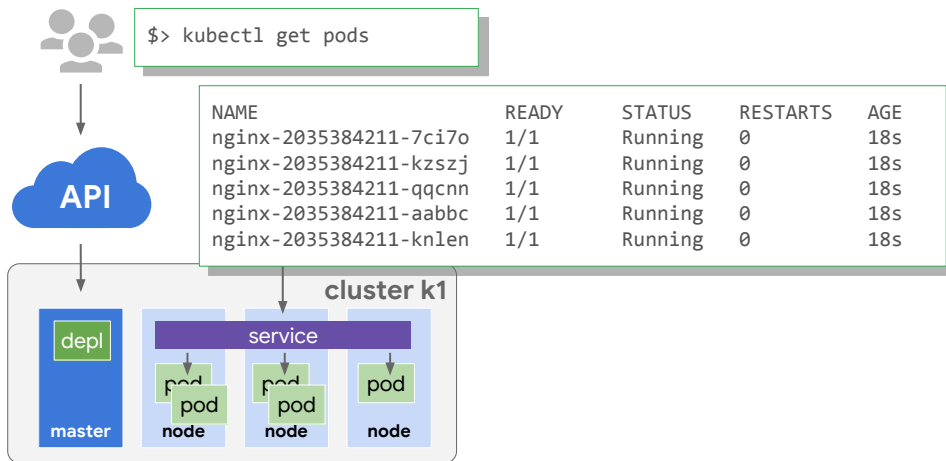 $> kubectl get pods
NAME READY STATUS RESTARTS AGE
nginx-2035384211-7ci7o 1/1 Running 0 18s
nginx-2035384211-kzszj 1/1 Running 0 18s
nginx-2035384211-qqcnn 1/1 Running 0 18s
nginx-2035384211-aabbc 1/1 Running 0 18s
nginx-2035384211-knlen 1/1 Running 0 18s
API
cluster k1
depl
service
pod
pod
pod
pod
pod
master
node
node
node